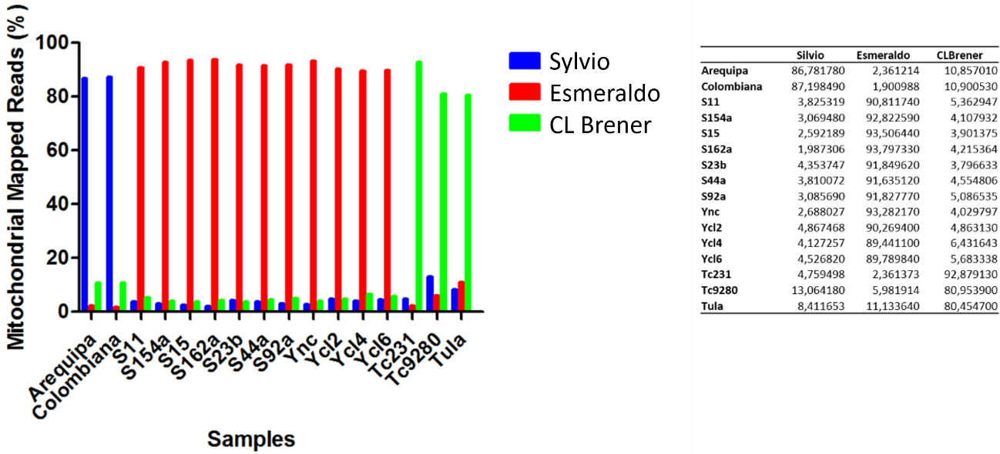 Mitochondrial Mapped Reads (%)
100
80
60
40
20
0
Arequipa
Colombiana
S11
S154a
S15
S162a
S23b
S44a
S92a
Ync
Ycl2
Ycl4
Ycl6
Tc231
Tc9280
Tula
Samples
Sylvio
Esmeraldo
CL Brener
Silvio Esmeraldo CLBrener
Arequipa 86,781780 2,361214 10,857010
Colombiana 87,198490 1,900988 10,900530
S11 3,825319 90,811740 5,362947
S154a 3,069480 92,822590 4,107932
S15 2,592189 93,506440 3,901375
S162a 1,987306 93,797330 4,215364
S23b 4,353747 91,849620 3,796633
S44a 3,810072 91,635120 4,554806
S92a 3,085690 91,827770 5,086535
Ync 2,688027 93,282170 4,029797
Ycl2 4,867468 90,269400 4,863130
Ycl4 4,127257 89,441100 6,431643
Ycl6 4,526820 89,789840 5,683338
Tc231 4,759498 2,361373 92,879130
Tc9280 13,064180 5,981914 80,953900
Tula 8,411653 11,133640 80,454700